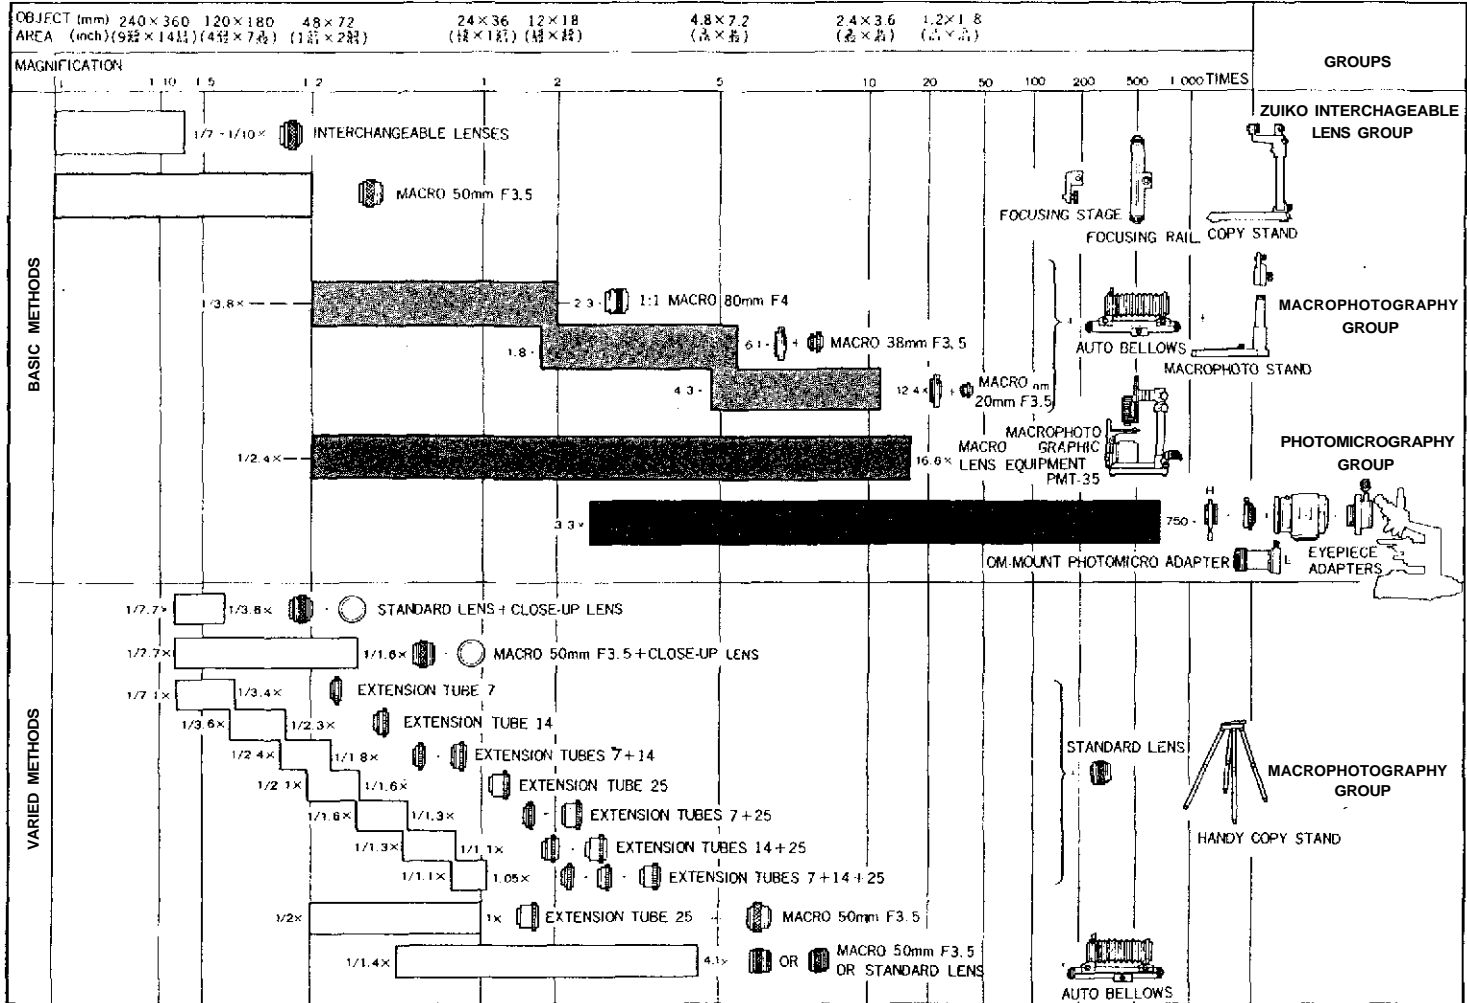 OBJECT (mm) 240×360 120×180 48×72 24×36 12×18 4.8×7.2 2.4×3.6 1.2×1 8
AREA (inch)
MAGNIFICATION
1 10 1 5 1 2 1 2 5 10 20 50 100 200 500 1 000 TIMES
GROUPS
BASIC METHODS
1/7 - 1/10× INTERCHANGEABLE LENSES
ZUIKO INTERCHAGEABLE
LENS GROUP
MACRO 50mm F3.5
FOCUSING STAGE
FOCUSING RAIL
COPY STAND
1/3.8×
2 3
1:1 MACRO 80mm F4
1.8
6.1 + MACRO 38mm F3.5
4.3
12.4× + MACRO
20mm F3.5
AUTO BELLOWS
MACROPHOTO STAND
MACROPHOTOGRAPHY
GROUP
1/2.4×
16.6×
MACROPHOTO
MACRO GRAPHIC
LENS EQUIPMENT
PMT-35
PHOTOMICROGRAPHY
GROUP
3 3×
750
H
L
OM-MOUNT PHOTOMICRO ADAPTER
EYEPIECE
ADAPTERS
VARIED METHODS
1/7.7× 1/3.6× STANDARD LENS + CLOSE-UP LENS
1/7.7× 1/1.6× MACRO 50mm F3.5+CLOSE-UP LENS
1/7 1× 1/3.4× EXTENSION TUBE 7
1/3.6× 1/2.3× EXTENSION TUBE 14
1/2 4× 1/1 8× EXTENSION TUBES 7+14
1/2 1× 1/1.6× EXTENSION TUBE 25
1/1.6× 1/1.3× EXTENSION TUBES 7+25
1/1.3× 1/1.1× EXTENSION TUBES 14+25
1/1.1× 1.05× EXTENSION TUBES 7+14+25
STANDARD LENS
HANDY COPY STAND
MACROPHOTOGRAPHY
GROUP
1/2× 1× EXTENSION TUBE 25 MACRO 50mm F3.5
1/1.4× 4.1× OR MACRO 50mm F3.5
OR STANDARD LENS
AUTO BELLOWS